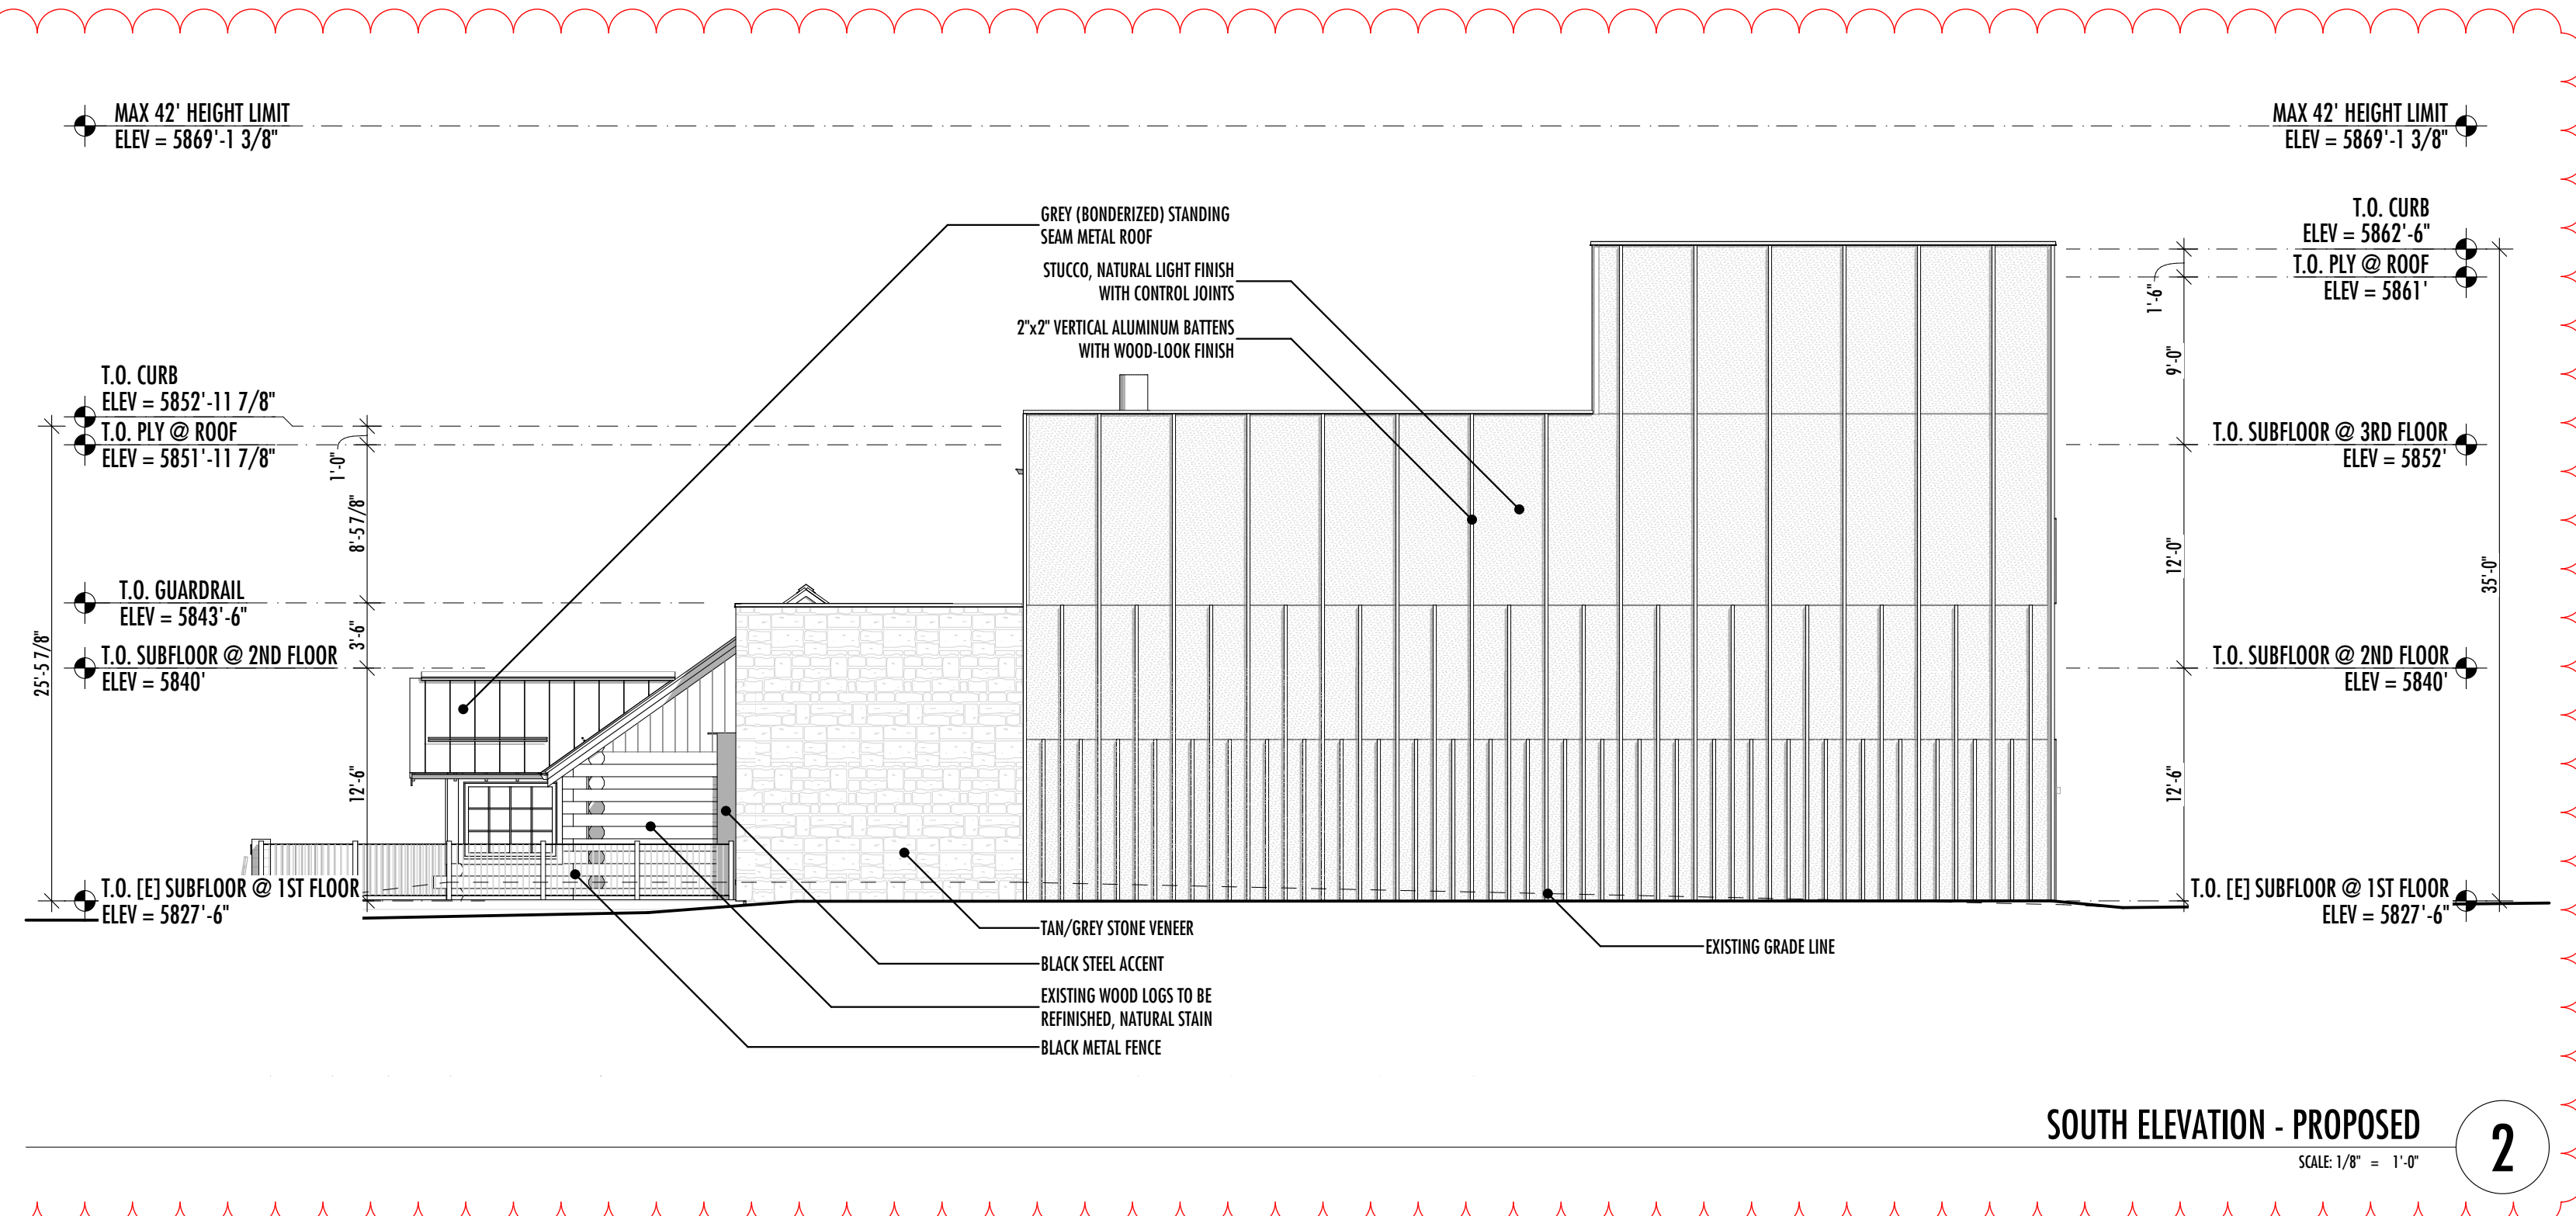 MAX 42' HEIGHT LIMIT
ELEV = 5869'-1 3/8"
MAX 42' HEIGHT LIMIT
ELEV = 5869'-1 3/8"
GREY (BONDERIZED) STANDING
SEAM METAL ROOF
STUCCO, NATURAL LIGHT FINISH
WITH CONTROL JOINTS
2"x2" VERTICAL ALUMINUM BATTENS
WITH WOOD-LOOK FINISH
T.O. CURB
ELEV = 5862'-6"
T.O. PLY @ ROOF
ELEV = 5861'
1'-6"
9'-0"
T.O. CURB
ELEV = 5852'-11 7/8"
T.O. PLY @ ROOF
ELEV = 5851'-11 7/8"
1'-0"
8'-5 7/8"
T.O. SUBFLOOR @ 3RD FLOOR
ELEV = 5852'
12'-0"
35'-0"
T.O. GUARDRAIL
ELEV = 5843'-6"
3'-6"
25'-5 7/8"
T.O. SUBFLOOR @ 2ND FLOOR
ELEV = 5840'
12'-6"
T.O. SUBFLOOR @ 2ND FLOOR
ELEV = 5840'
12'-6"
T.O. [E] SUBFLOOR @ 1ST FLOOR
ELEV = 5827'-6"
T.O. [E] SUBFLOOR @ 1ST FLOOR
ELEV = 5827'-6"
TAN/GREY STONE VENEER
BLACK STEEL ACCENT
EXISTING WOOD LOGS TO BE
REFINISHED, NATURAL STAIN
BLACK METAL FENCE
EXISTING GRADE LINE
SOUTH ELEVATION - PROPOSED
SCALE: 1/8" = 1'-0"
2